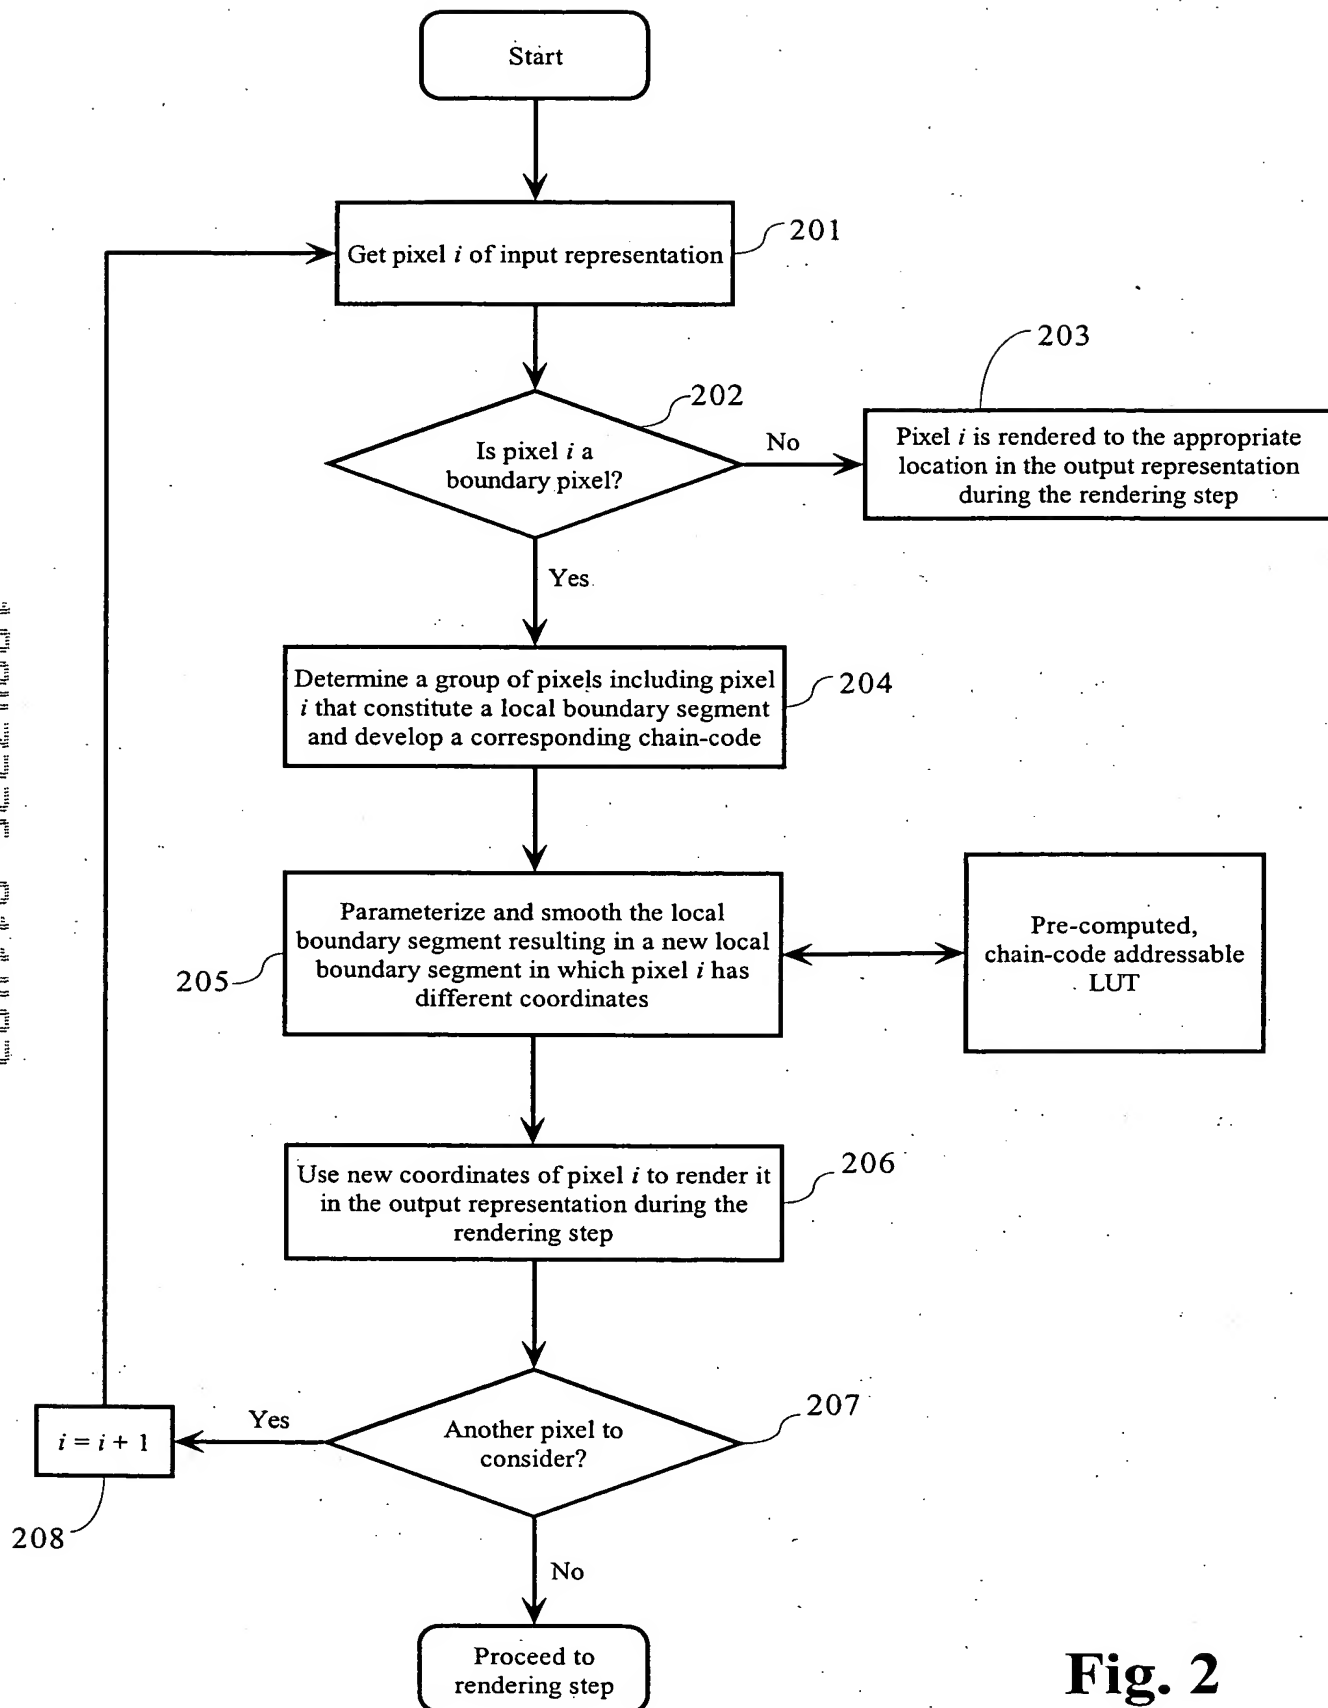 Start
Get pixel i of input representation
201
202
203
Is pixel i a
boundary pixel?
No
Pixel i is rendered to the appropriate
location in the output representation
during the rendering step
Yes
Determine a group of pixels including pixel
i that constitute a local boundary segment
and develop a corresponding chain-code
204
Parameterize and smooth the local
boundary segment resulting in a new local
boundary segment in which pixel i has
different coordinates
205
Pre-computed,
chain-code addressable
LUT
Use new coordinates of pixel i to render it
in the output representation during the
rendering step
206
Another pixel to
consider?
207
Yes
i = i + 1
208
No
Proceed to
rendering step
Fig. 2